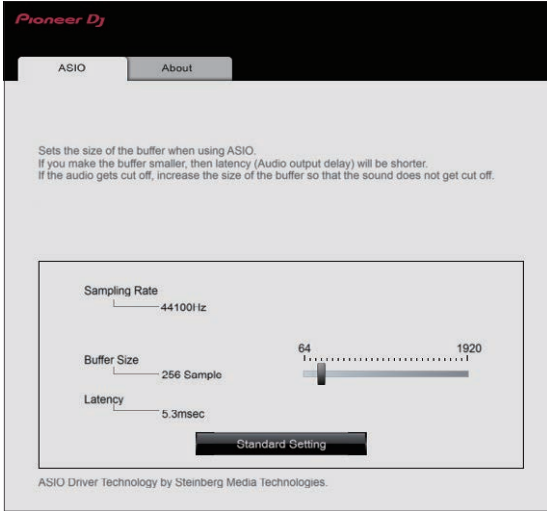 Pioneer Dj
ASIO
About
Sets the size of the buffer when using ASIO.
If you make the buffer smaller, then latency (Audio output delay) will be shorter.
If the audio gets cut off, increase the size of the buffer so that the sound does not get cut off.
Sampling Rate
44100Hz
64 1920
Buffer Size
256 Sample
Latency
5.3msec
Standard Setting
ASIO Driver Technology by Steinberg Media Technologies.